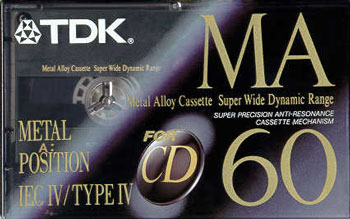 TDK
MA
Metal Alloy Cassette Super Wide Dynamic Range
Metal Alloy Cassette Super Wide Dynamic Range
SUPER PRECISION ANTI-RESONANCE
CASSETTE MECHANISM
METAL
POSITION
IEC IV/TYPE IV
FOR
CD
60